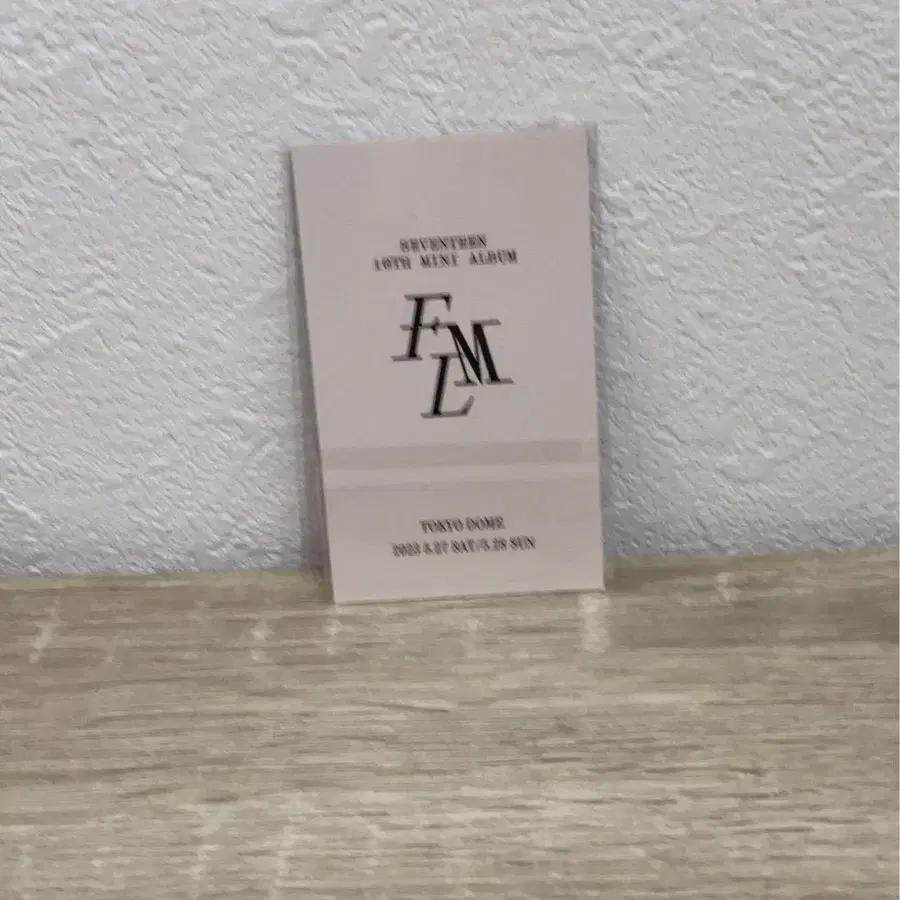 SEVENTEEN
10TH MINI ALBUM
FML
TOKYO DOME
2023 5.27 SAT/5.28 SUN